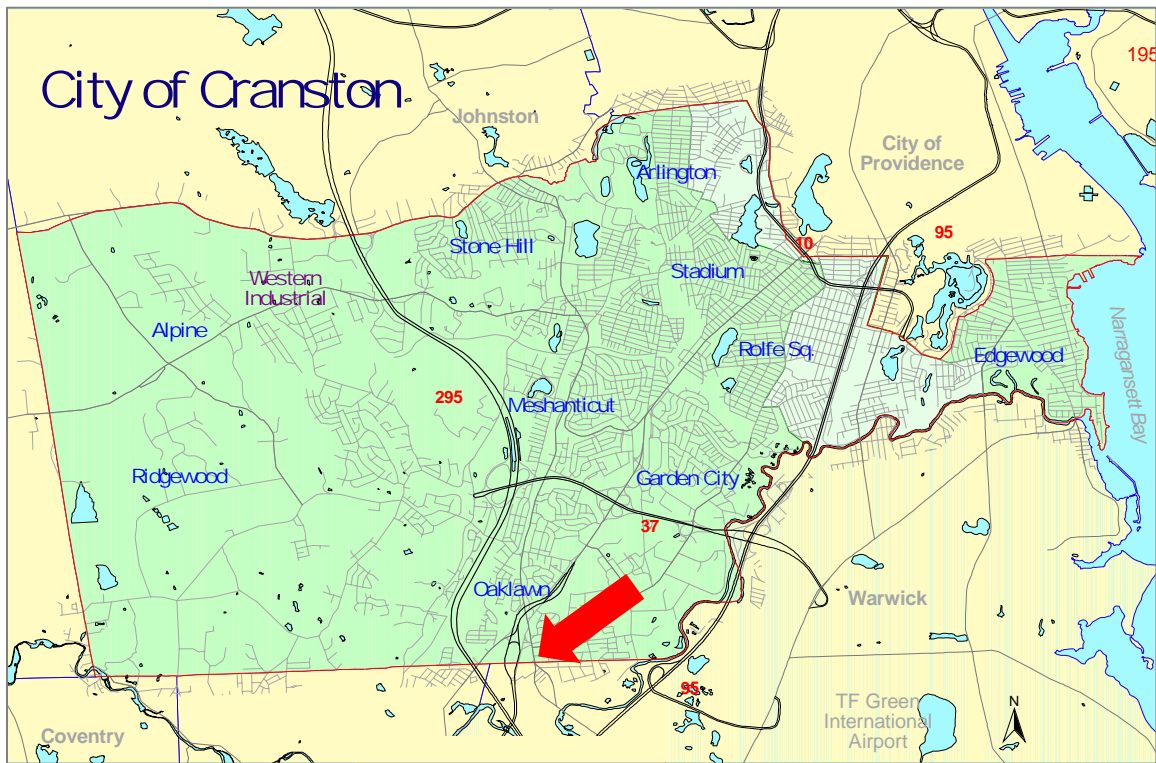 City of Cranston
195
Johnston
City of
Providence
Arlington
10
95
Stone Hill
Stadium
Western
Industrial
Alpine
Rolfe Sq.
Edgewood
Narragansett Bay
295
Meshanticut
Ridgewood
Garden City
37
Oaklawn
Warwick
95
TF Green
International
Airport
N
Coventry